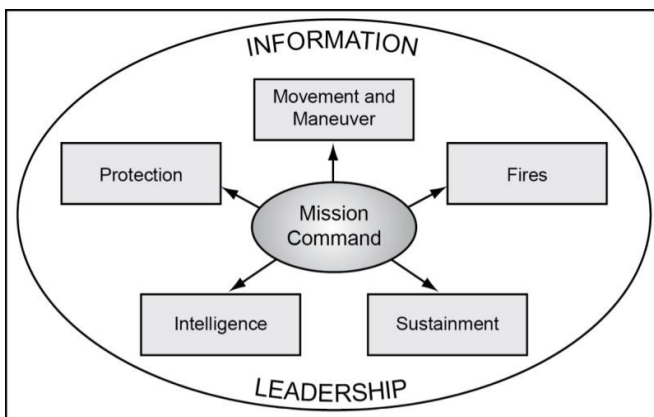 INFORMATION
Movement and
Maneuver
Protection
Fires
Mission
Command
Intelligence
Sustainment
LEADERSHIP